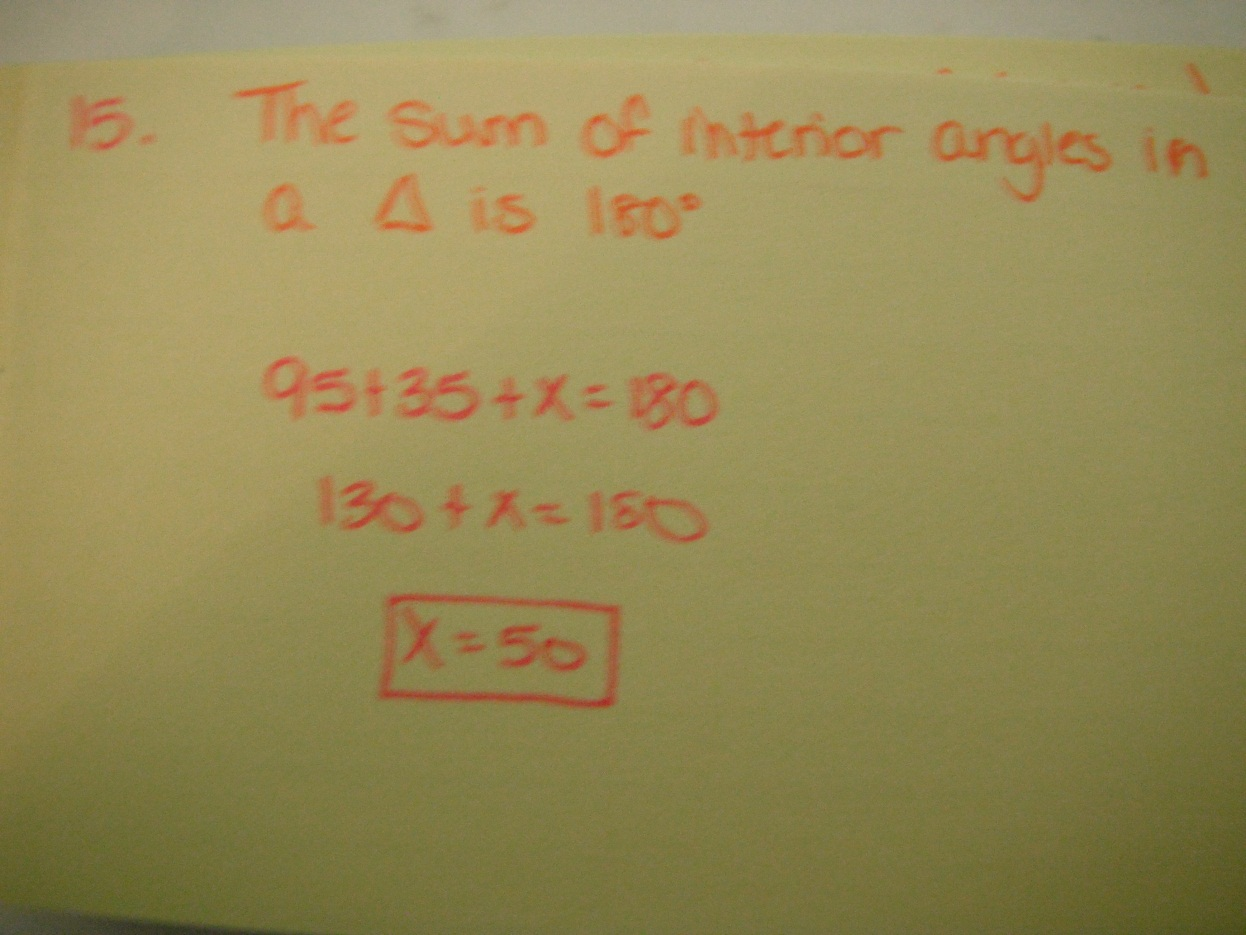 15. The sum of interior angles in
a Δ is 180°
95+35+x=180
130+x=180
x=50